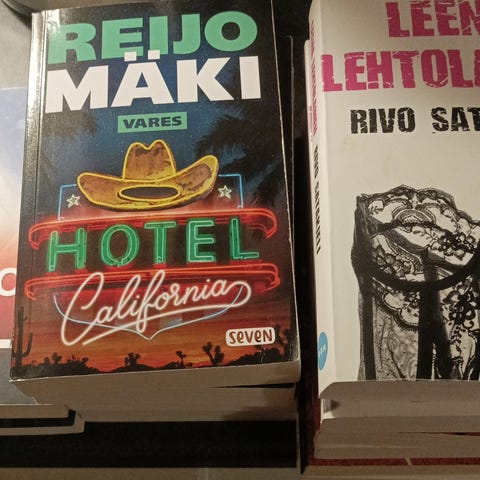 REIJO
MÄKI
VARES
HOTEL
California
seven
LEEN
LEHTOLA
RIVO SAT